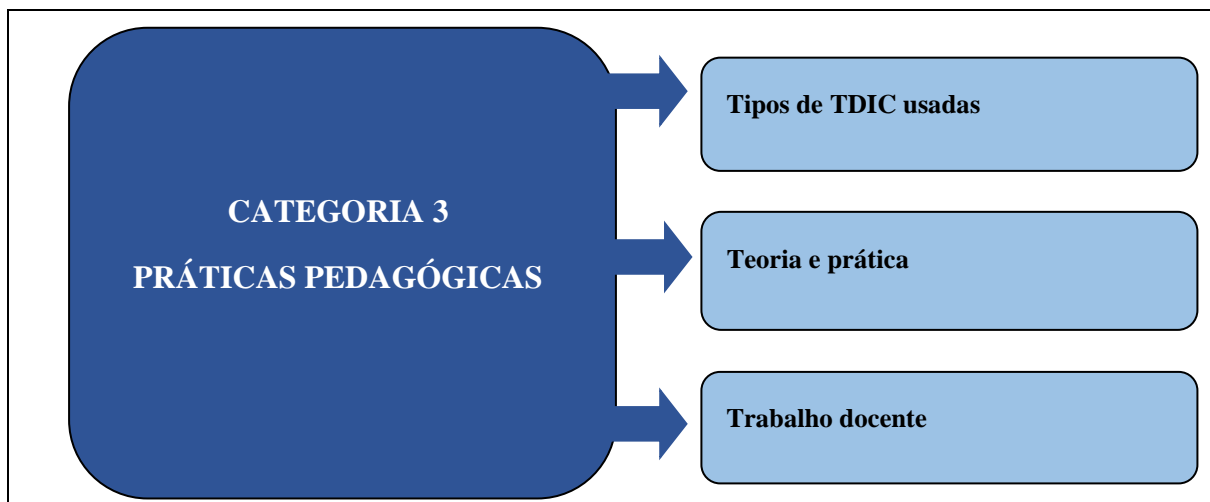 CATEGORIA 3
PRÁTICAS PEDAGÓGICAS
Tipos de TDIC usadas
Teoria e prática
Trabalho docente